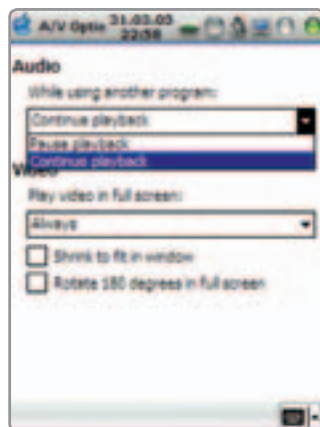 A/V Optio 31.03.05
22:58
Audio
While using another program:
Continue playback
Pause playback
Continue playback
Video
Play video in full screen:
Always
Shrink to fit in window
Rotate 180 degrees in full screen